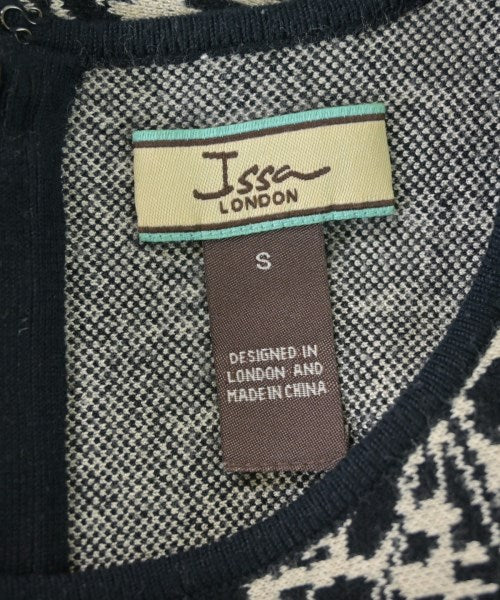 Issa
LONDON
S
DESIGNED IN
LONDON AND
MADE IN CHINA